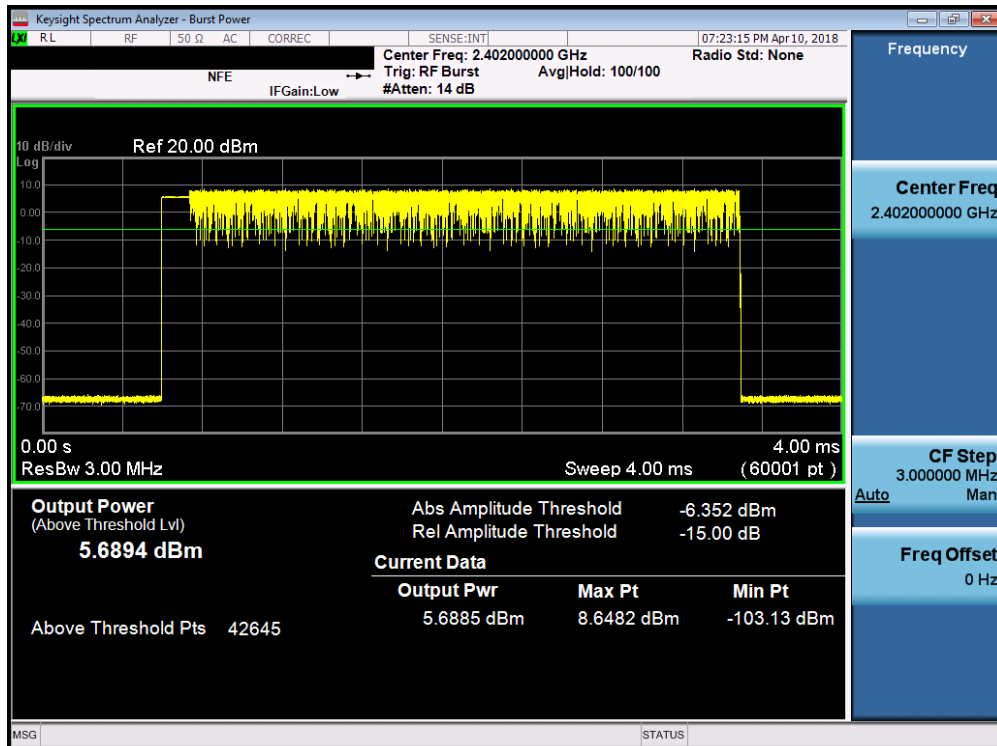 Keysight Spectrum Analyzer - Burst Power
LXI RL RF 50 Ω AC CORREC SENSE:INT 07:23:15 PM Apr 10, 2018
Center Freq: 2.402000000 GHz Radio Std: None
NFE Trig: RF Burst Avg|Hold: 100/100
IFGain:Low #Atten: 14 dB
10 dB/div Ref 20.00 dBm
Log
10.0
0.00
-10.0
-20.0
-30.0
-40.0
-50.0
-60.0
-70.0
0.00 s 4.00 ms
ResBw 3.00 MHz Sweep 4.00 ms (60001 pt)
Output Power
(Above Threshold Lvl)
5.6894 dBm
Above Threshold Pts 42645
Abs Amplitude Threshold -6.352 dBm
Rel Amplitude Threshold -15.00 dB
Current Data
Output Pwr Max Pt Min Pt
5.6885 dBm 8.6482 dBm -103.13 dBm
Frequency
Center Freq
2.402000000 GHz
CF Step
3.000000 MHz
Auto Man
Freq Offset
0 Hz
MSG STATUS